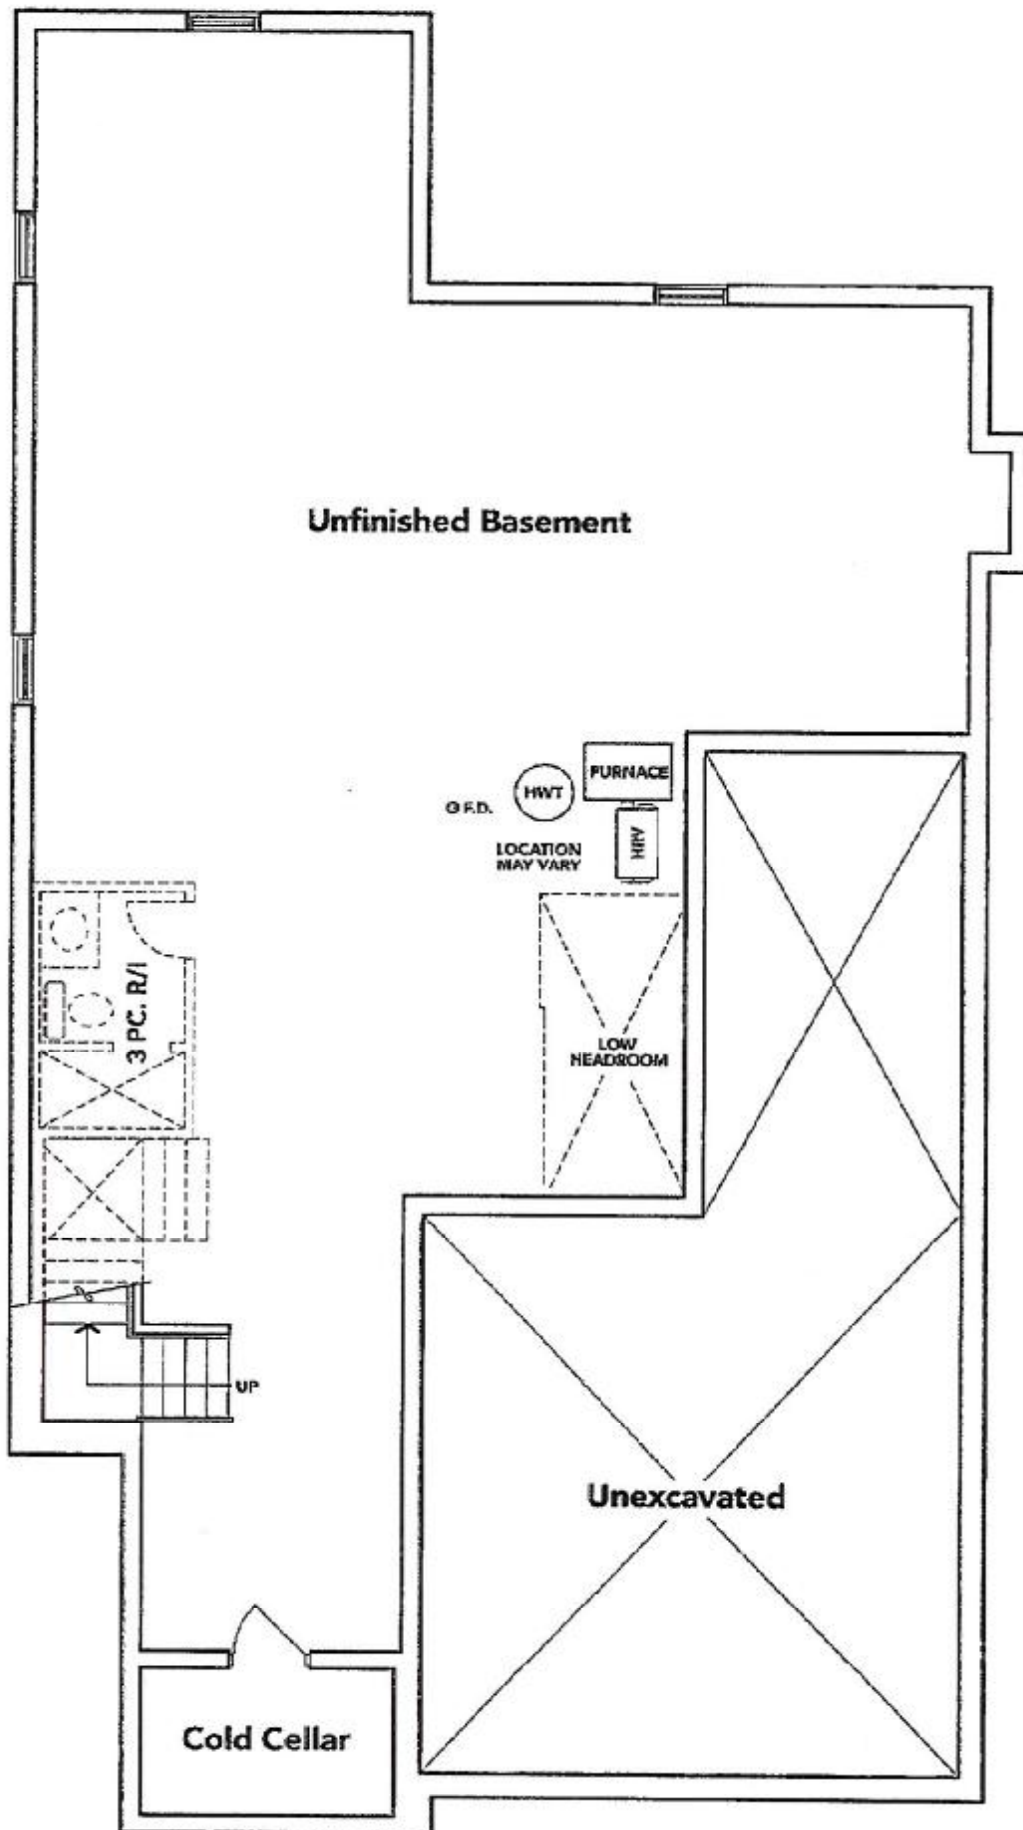 Unfinished Basement
FURNACE
HWT
F.D.
HRV
LOCATION
MAY VARY
3 PC. R/I
LOW
HEADROOM
UP
Unexcavated
Cold Cellar